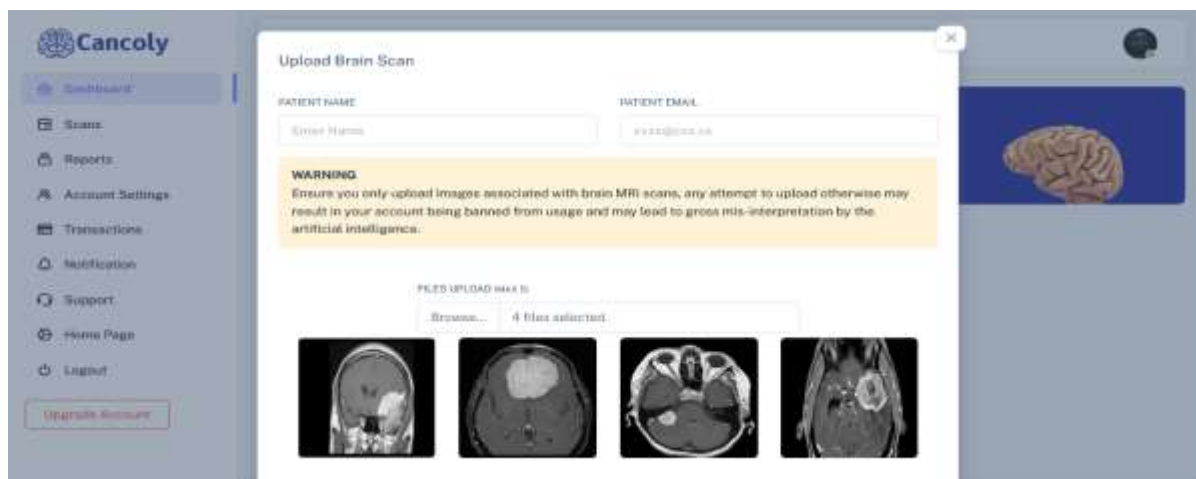 Cancoly
Dashboard
Scans
Reports
Account Settings
Transactions
Notification
Support
Home Page
Logout
Upgrade Account
Upload Brain Scan
PATIENT NAME
PATIENT EMAIL
Enter Name
WARNING
Ensure you only upload images associated with brain MRI scans, any attempt to upload otherwise may
result in your account being banned from usage and may lead to gross mis-interpretation by the
artificial intelligence.
FILES UPLOAD
Browse... 4 files selected.